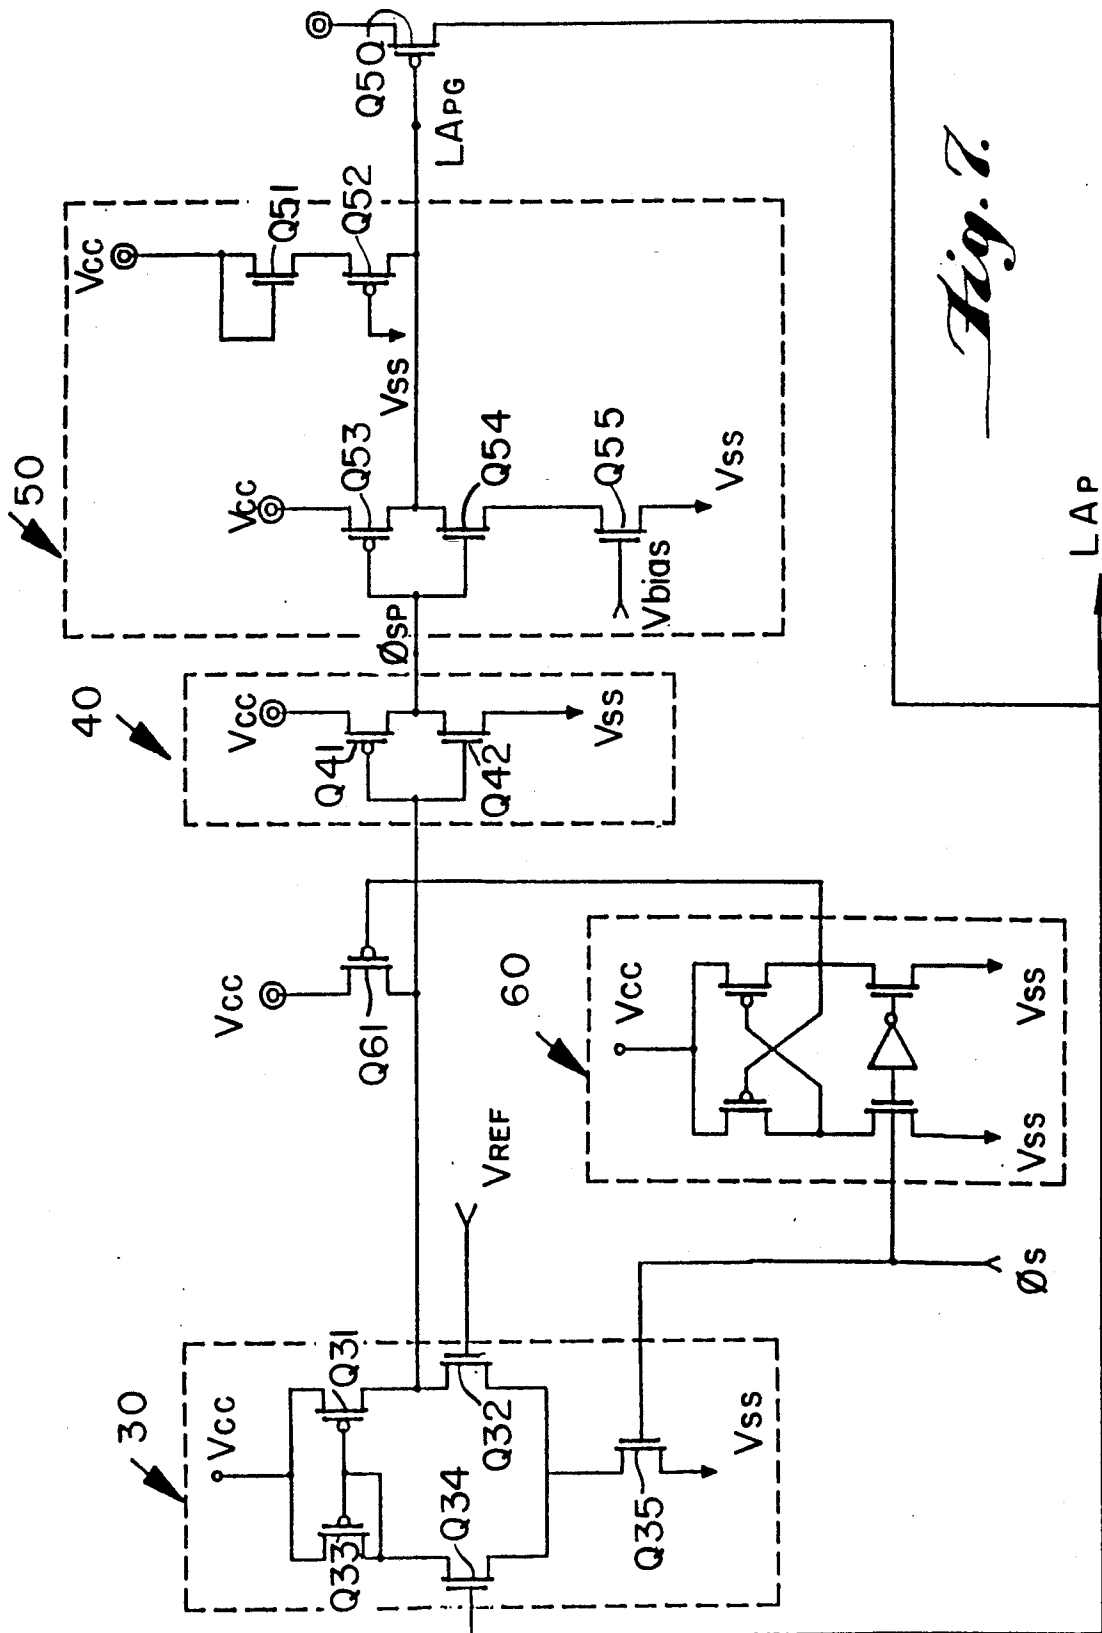 50
Vcc
Q51
Q52
Vss
Q50
LAPG
Vcc
Q53
Q54
Q55
Vbias
Vss
ØSP
40
Vcc
Q41
Q42
Vss
Vcc
Q61
60
Vcc
Vss
Vss
VREF
30
Vcc
Q31
Q33
Q32
Q34
Q35
Vss
Øs
LAP
Fig. 7.